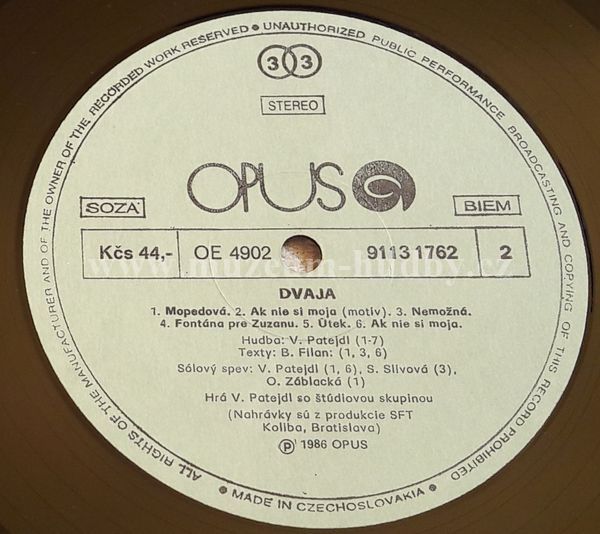 ALL RIGHTS OF THE MANUFACTURER AND OF THE OWNER OF THE RECORDED WORK RESERVED • UNAUTHORIZED PUBLIC PERFORMANCE BROADCASTING AND COPYING OF THIS RECORD PROHIBITED
33
STEREO
OPUS
SOZA BIEM
Kčs 44,- OE 4902 9113 1762 2
DVAJA
1. Mopedová. 2. Ak nie si moja (motív). 3. Nemožná.
4. Fontána pre Zuzanu. 5. Útek. 6. Ak nie si moja.
Hudba: V. Patejdl (1-7)
Texty: B. Filan: (1, 3, 6)
Sólový spev: V. Patejdl (1, 6), S. Slivová (3),
O. Záblacká (1)
Hrá V. Patejdl so štúdiovou skupinou
(Nahrávky sú z produkcie SFT
Koliba, Bratislava)
Ⓟ 1986 OPUS
• MADE IN CZECHOSLOVAKIA •